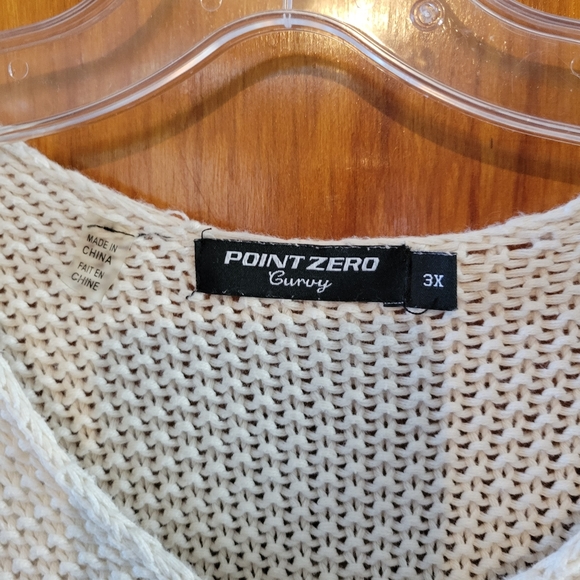 MADE IN
CHINA
FAIT EN
CHINE
POINT ZERO
Curvy
3X